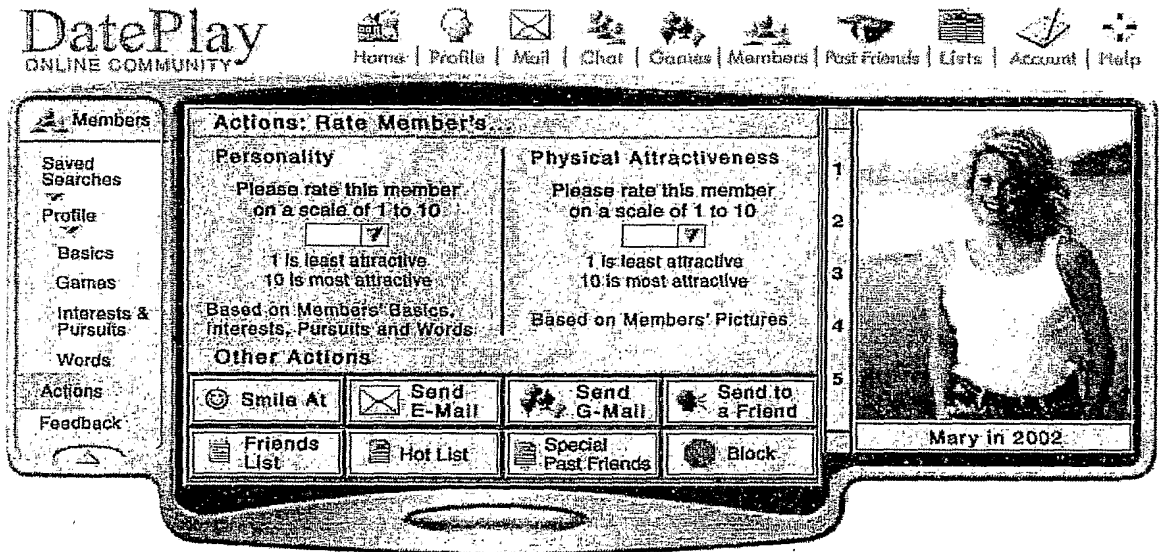 DatePlay
ONLINE COMMUNITY
Home | Profile | Mail | Chat | Games | Members | Past Friends | Lists | Account | Help
Members
Saved
Searches
Profile
Basics
Games
Interests &
Pursuits
Words
Actions
Feedback
Actions: Rate Member's...
Personality
Please rate this member
on a scale of 1 to 10
1 is least attractive
10 is most attractive
Based on Members' Basics,
Interests, Pursuits and Words
Physical Attractiveness
Please rate this member
on a scale of 1 to 10
1 is least attractive
10 is most attractive
Based on Members' Pictures
Other Actions
Smile At
Send
E-Mail
Send
G-Mail
Send to
a Friend
Friends
List
Hot List
Special
Past Friends
Block
1
2
3
4
5
Mary in 2002